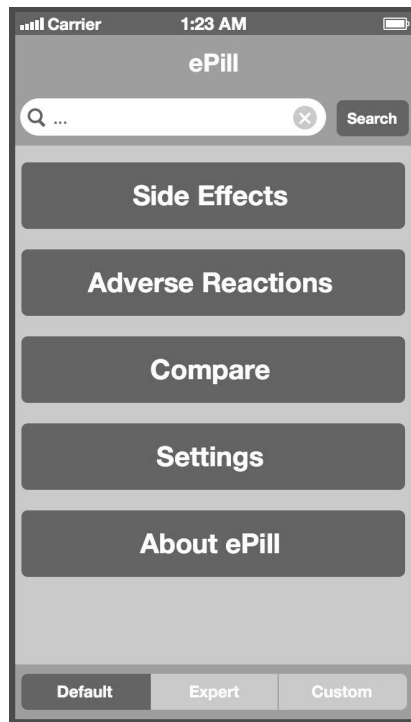 Carrier 1:23 AM
ePill
... Search
Side Effects
Adverse Reactions
Compare
Settings
About ePill
Default Expert Custom